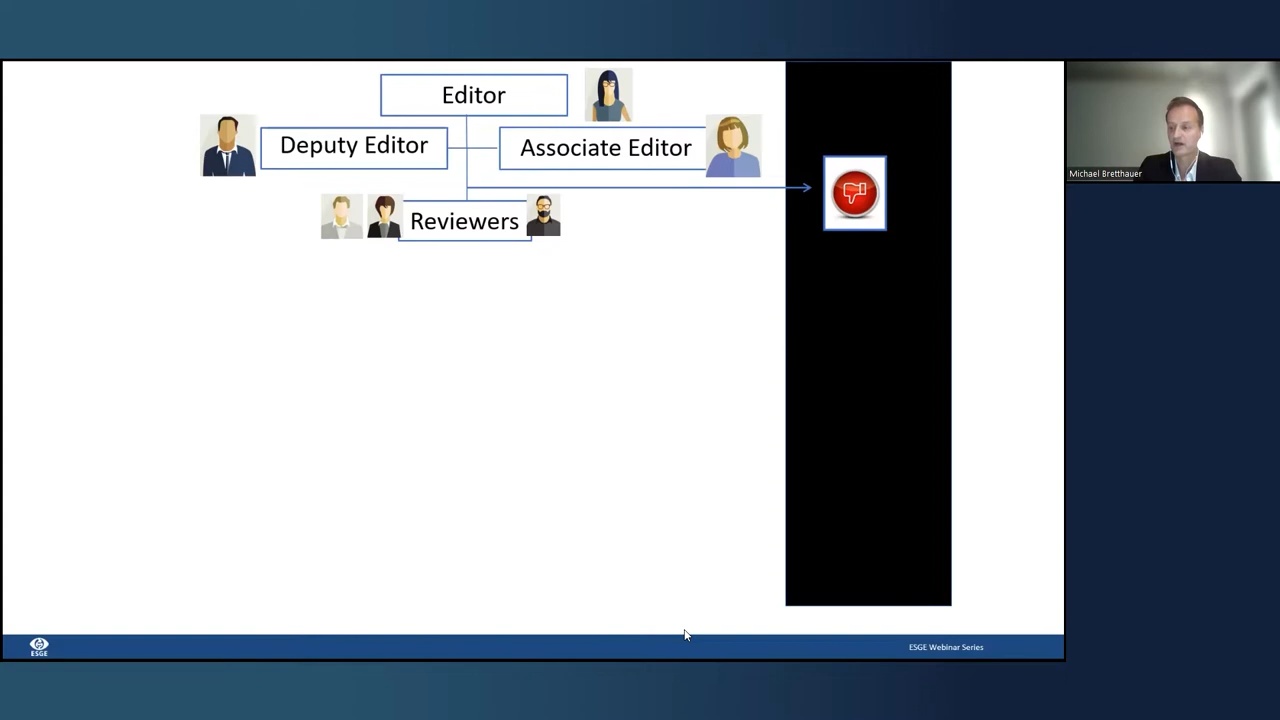 Editor
Deputy Editor
Associate Editor
Reviewers
Michael Bretthauer
ESGE
ESGE Webinar Series